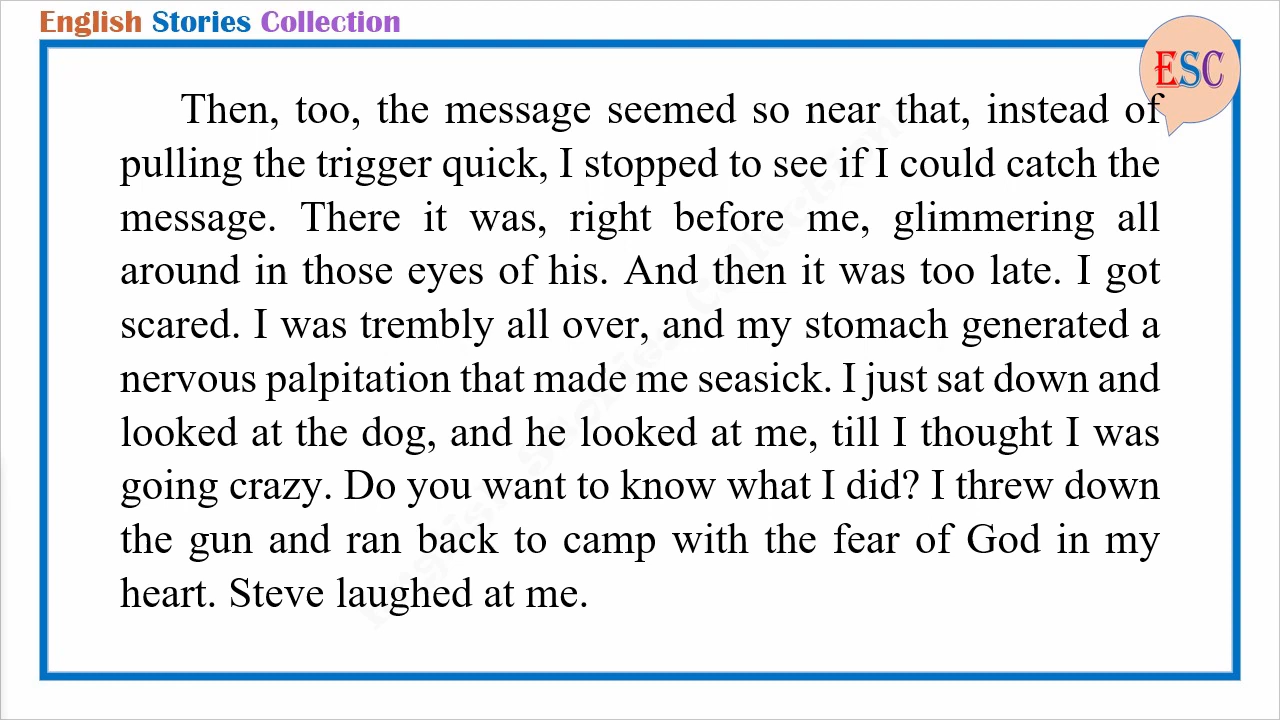 English Stories Collection
ESC
Then, too, the message seemed so near that, instead of
pulling the trigger quick, I stopped to see if I could catch the
message. There it was, right before me, glimmering all
around in those eyes of his. And then it was too late. I got
scared. I was trembly all over, and my stomach generated a
nervous palpitation that made me seasick. I just sat down and
looked at the dog, and he looked at me, till I thought I was
going crazy. Do you want to know what I did? I threw down
the gun and ran back to camp with the fear of God in my
heart. Steve laughed at me.
English Stories Collection